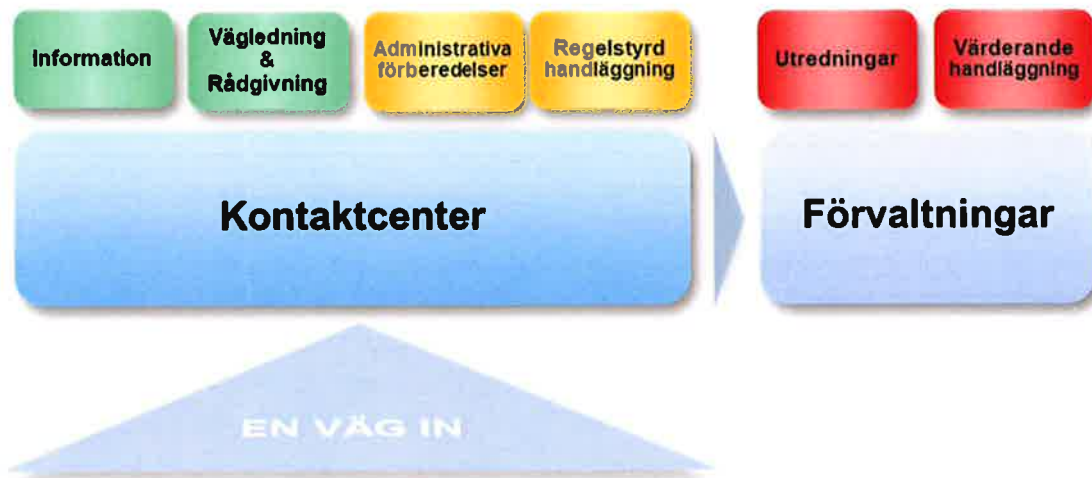 Information
Vägledning
&
Rådgivning
Administrativa
förberedelser
Regelstyrd
handläggning
Utredningar
Värderande
handläggning
Kontaktcenter
Förvaltningar
EN VÄG IN